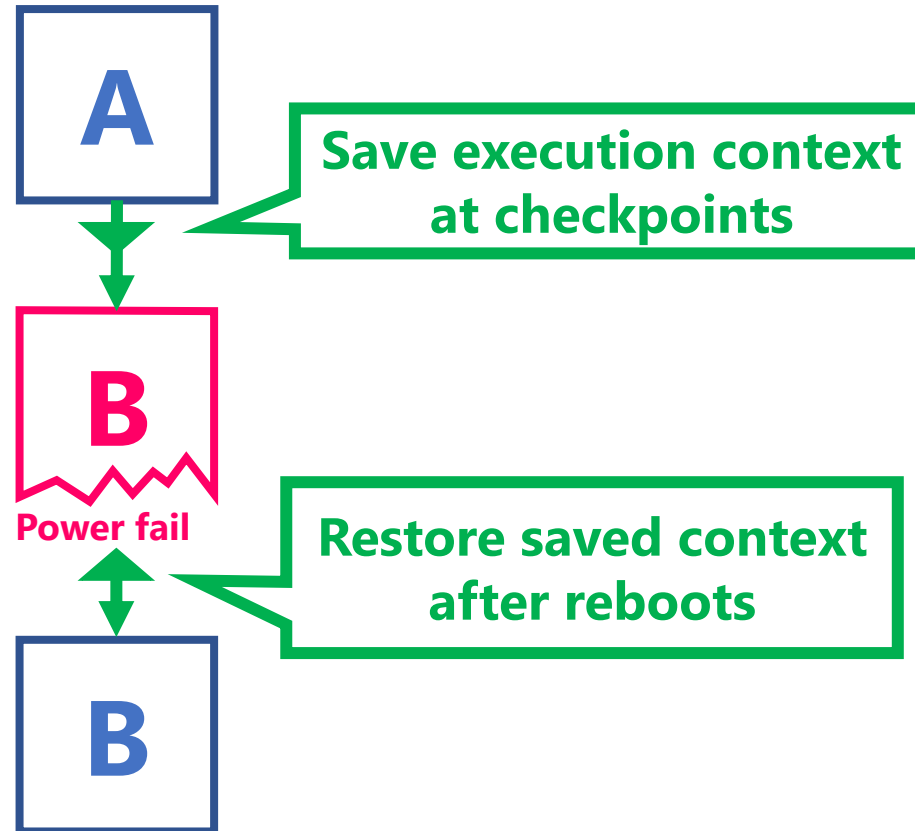 A
Save execution context
at checkpoints
B
Power fail
Restore saved context
after reboots
B